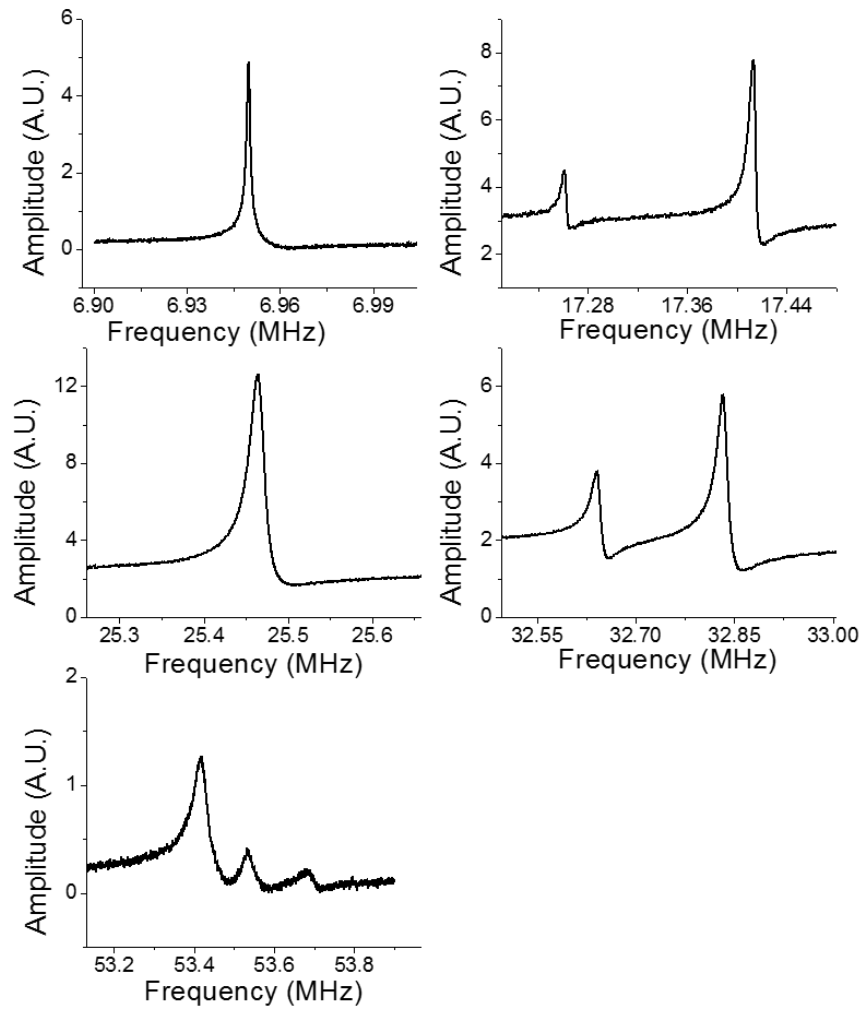 6
4
2
0
Amplitude (A.U.)
6.90 6.93 6.96 6.99
Frequency (MHz)
8
6
4
2
Amplitude (A.U.)
17.28 17.36 17.44
Frequency (MHz)
12
8
4
0
Amplitude (A.U.)
25.3 25.4 25.5 25.6
Frequency (MHz)
6
4
2
0
Amplitude (A.U.)
32.55 32.70 32.85 33.00
Frequency (MHz)
2
1
0
Amplitude (A.U.)
53.2 53.4 53.6 53.8
Frequency (MHz)